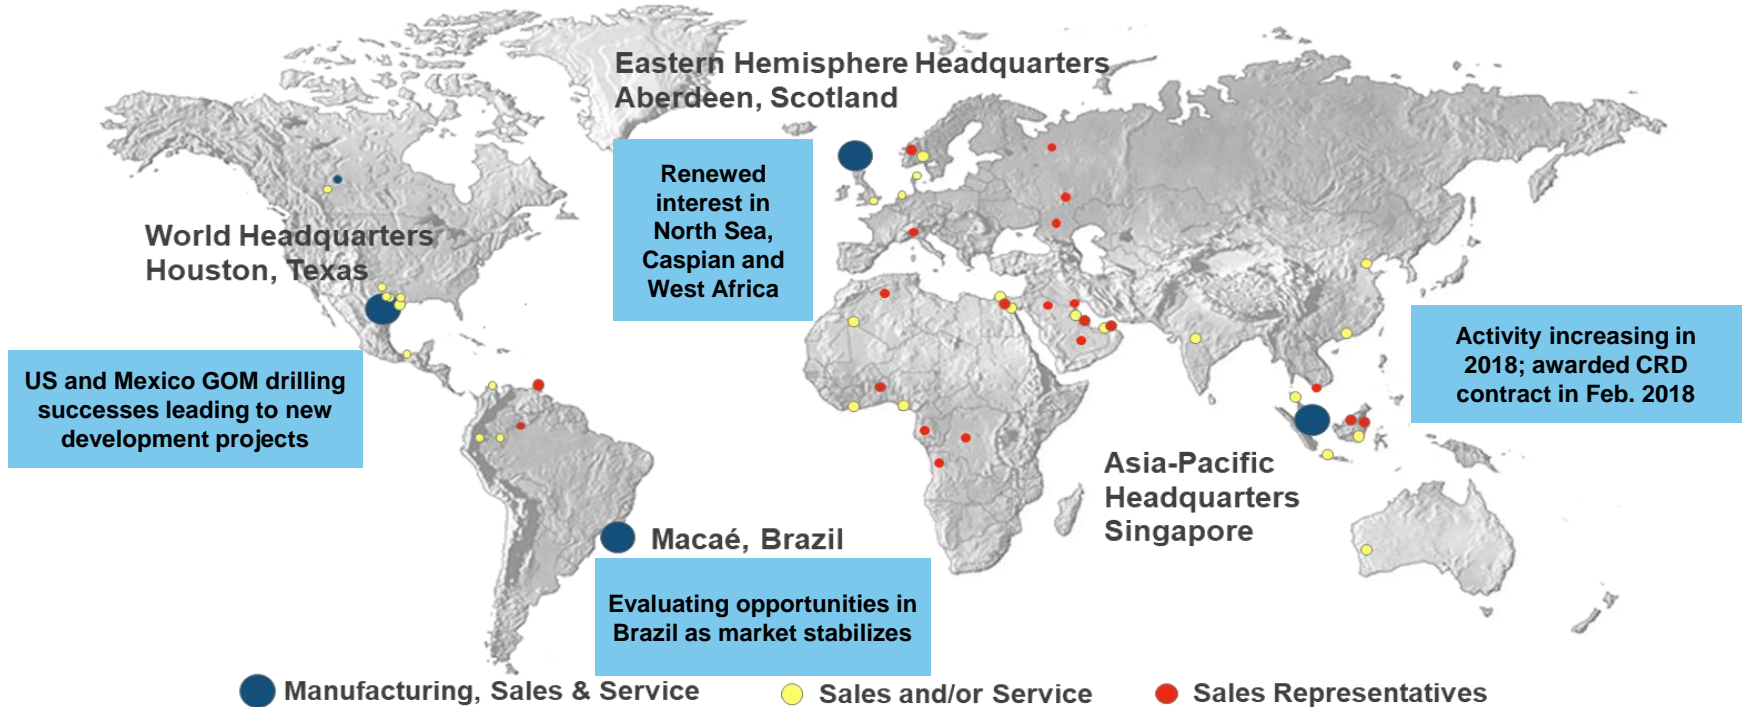 Eastern Hemisphere Headquarters
Aberdeen, Scotland
Renewed
interest in
North Sea,
Caspian and
West Africa
World Headquarters
Houston, Texas
US and Mexico GOM drilling
successes leading to new
development projects
Activity increasing in
2018; awarded CRD
contract in Feb. 2018
Asia-Pacific
Headquarters
Singapore
Macaé, Brazil
Evaluating opportunities in
Brazil as market stabilizes
Manufacturing, Sales & Service
Sales and/or Service
Sales Representatives